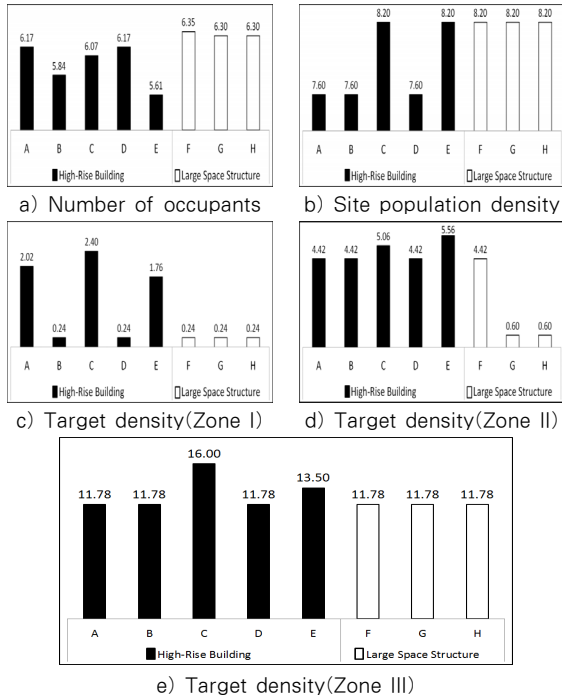 6.17 5.84 6.07 6.17 5.61 6.35 6.30 6.30
A B C D E F G H
High-Rise Building Large Space Structure
a) Number of occupants
7.60 7.60 8.20 7.60 8.20 8.20 8.20 8.20
A B C D E F G H
High-Rise Building Large Space Structure
b) Site population density
2.02 0.24 2.40 0.24 1.76 0.24 0.24 0.24
A B C D E F G H
High-Rise Building Large Space Structure
c) Target density(Zone I)
4.42 4.42 5.06 4.42 5.56 4.42 0.60 0.60
A B C D E F G H
High-Rise Building Large Space Structure
d) Target density(Zone II)
11.78 11.78 16.00 11.78 13.50 11.78 11.78 11.78
A B C D E F G H
High-Rise Building Large Space Structure
e) Target density(Zone III)